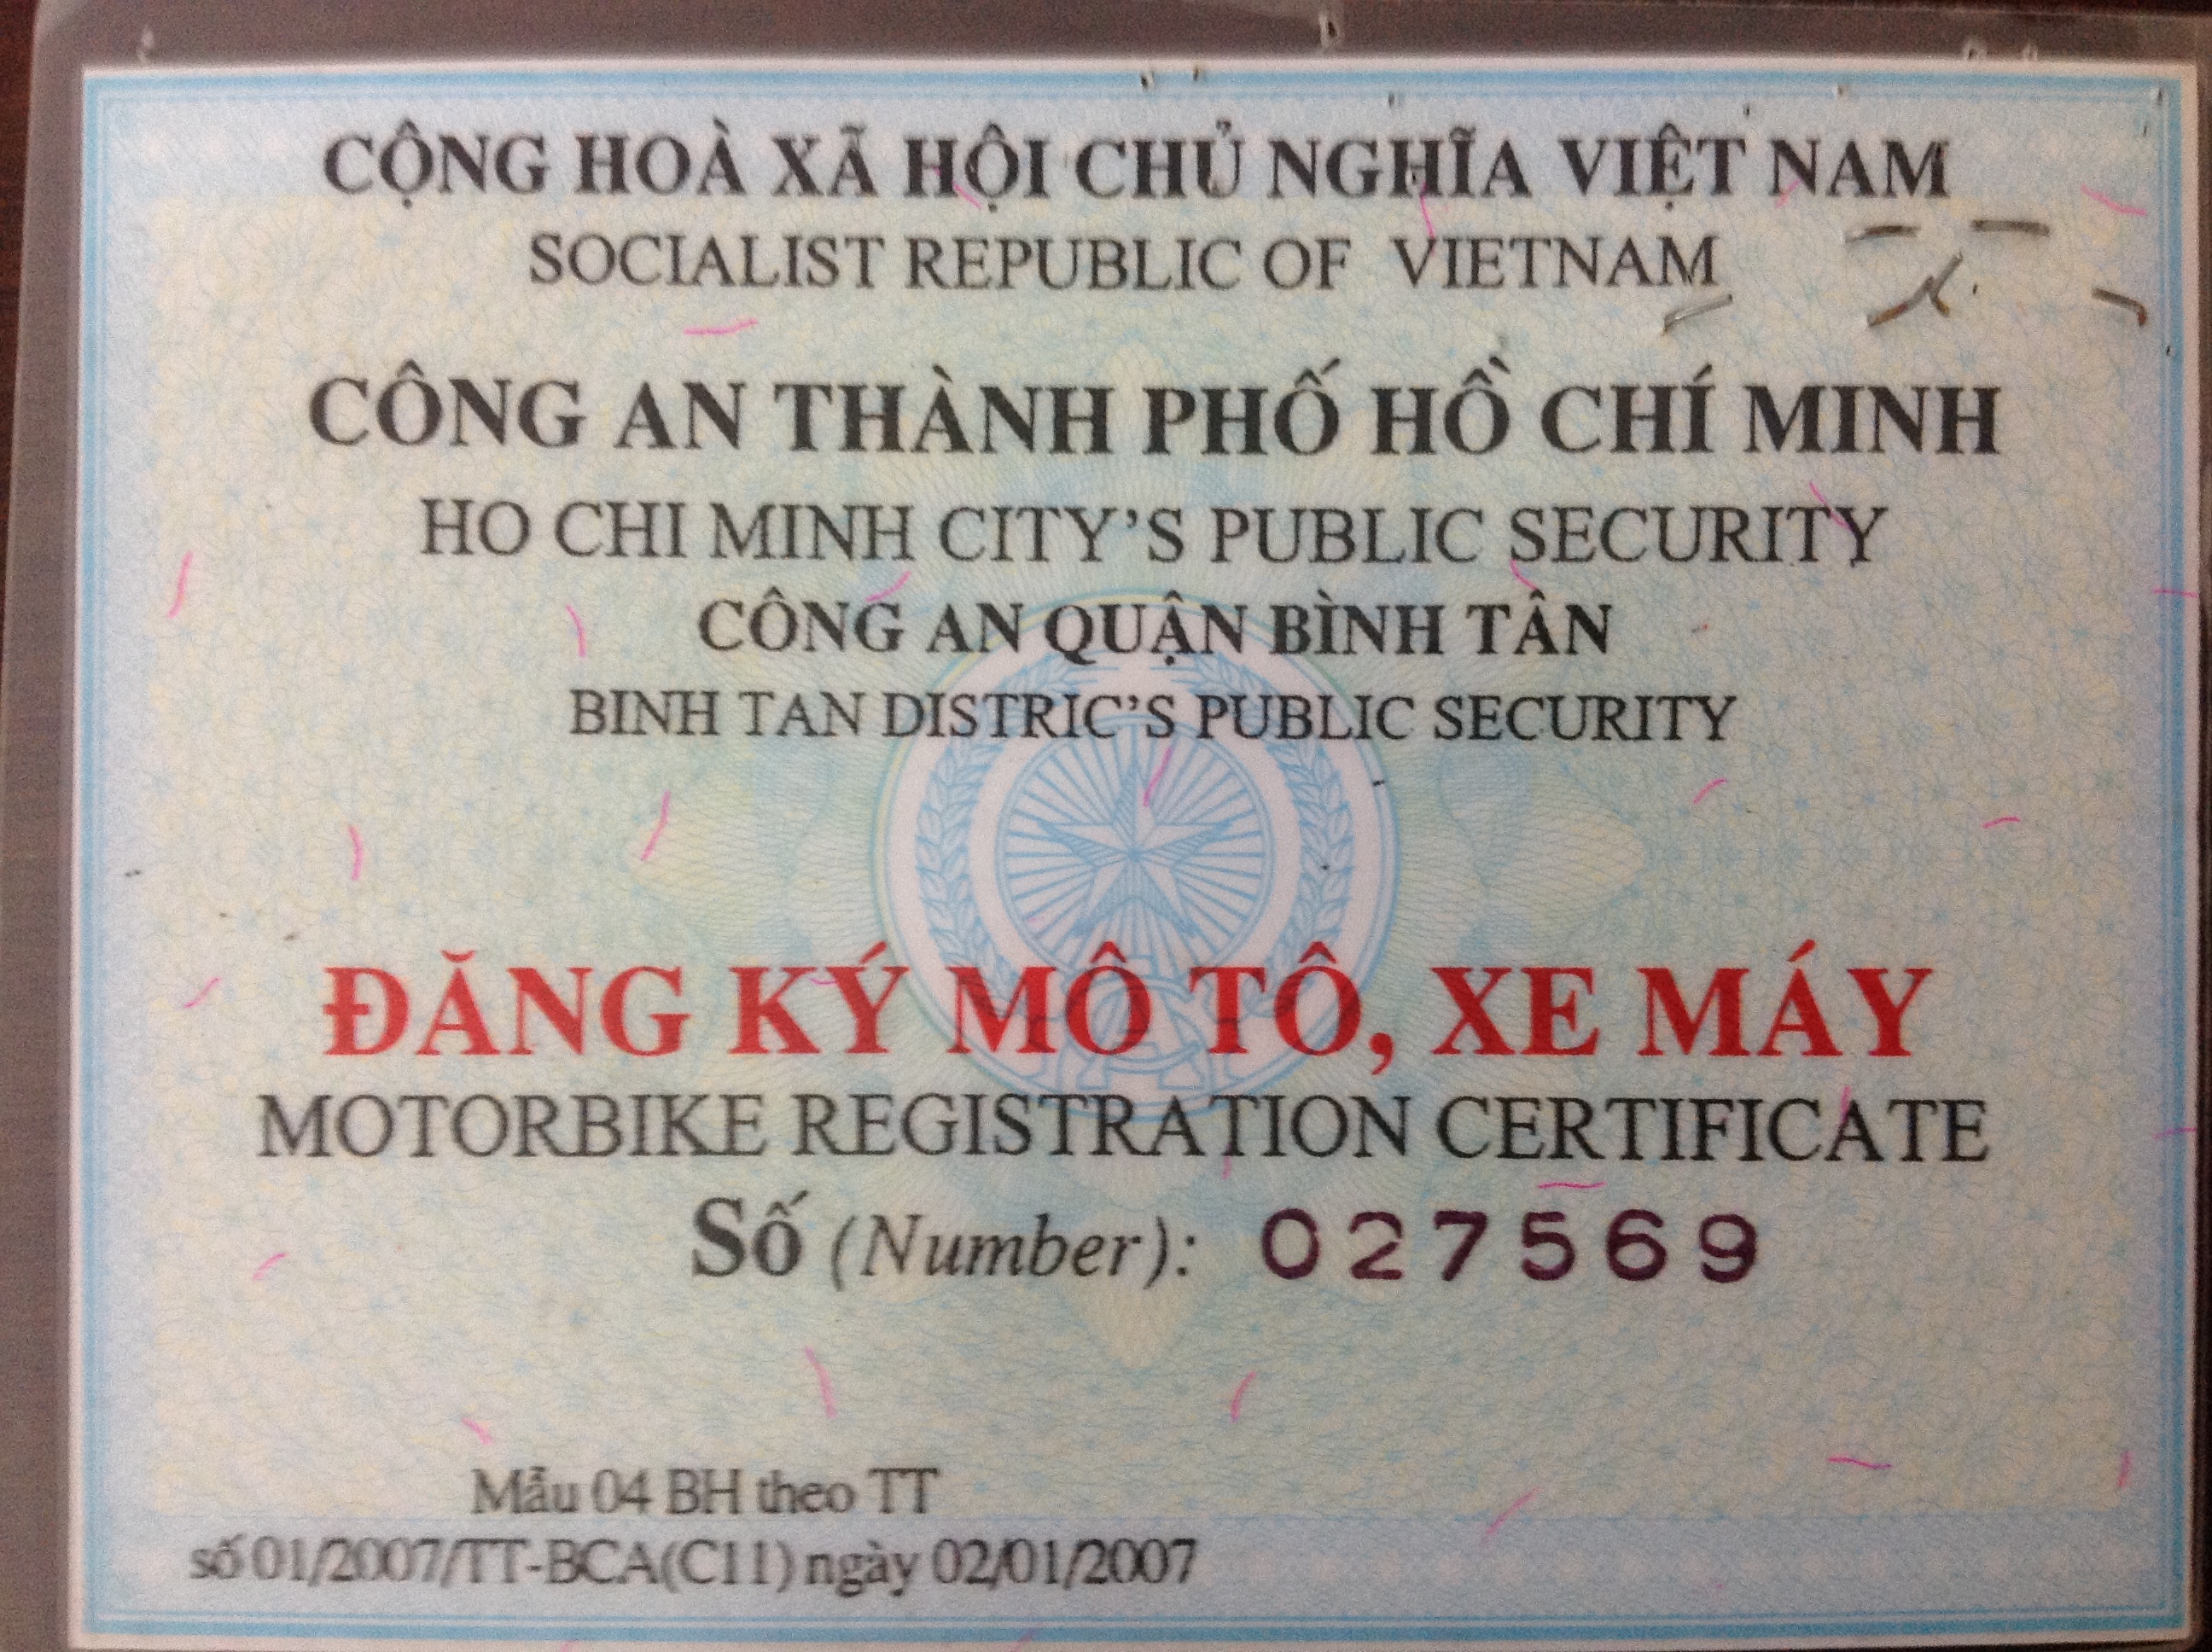 CỘNG HOÀ XÃ HỘI CHỦ NGHĨA VIỆT NAM
SOCIALIST REPUBLIC OF VIETNAM
CÔNG AN THÀNH PHỐ HỒ CHÍ MINH
HO CHI MINH CITY’S PUBLIC SECURITY
CÔNG AN QUẬN BÌNH TÂN
BINH TAN DISTRIC’S PUBLIC SECURITY
ĐĂNG KÝ MÔ TÔ, XE MÁY
MOTORBIKE REGISTRATION CERTIFICATE
Số (Number): 027569
Mẫu 04 BH theo TT
số 01/2007/TT-BCA(C11) ngày 02/01/2007